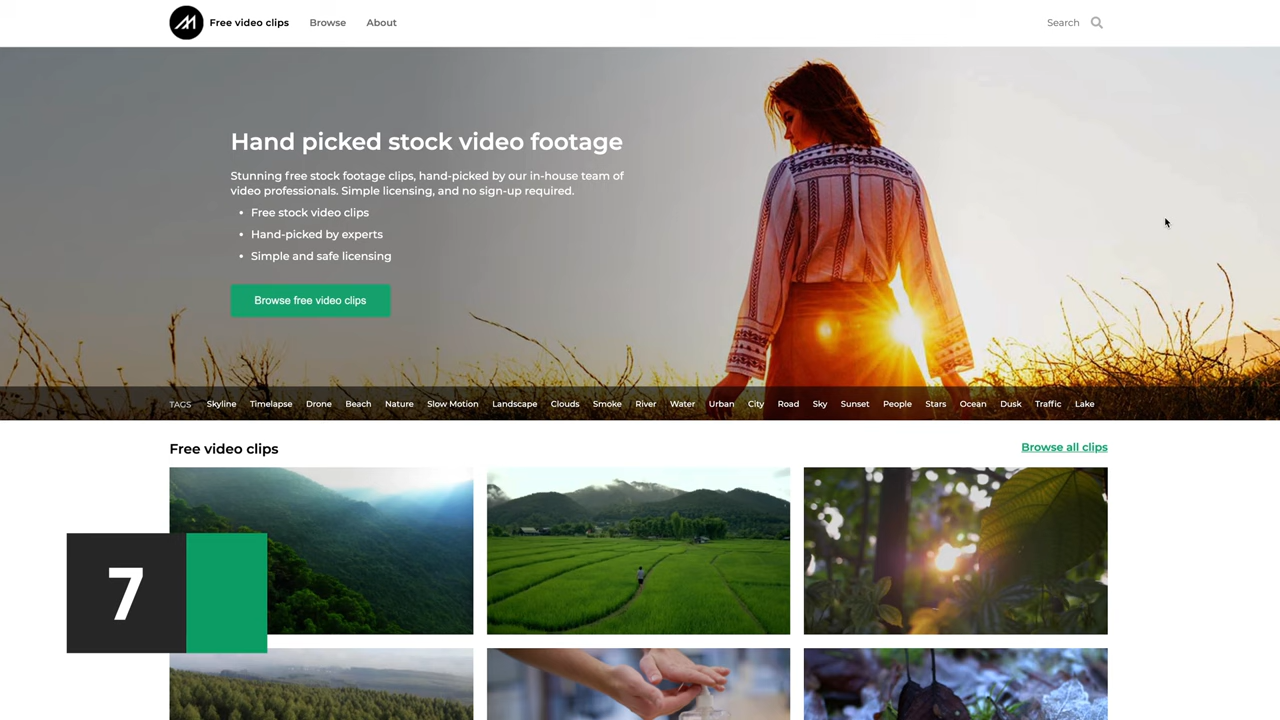 Free video clips
Browse
About
Search
Hand picked stock video footage
Stunning free stock footage clips, hand-picked by our in-house team of
video professionals. Simple licensing, and no sign-up required.
• Free stock video clips
• Hand-picked by experts
• Simple and safe licensing
Browse free video clips
TAGS Skyline Timelapse Drone Beach Nature Slow Motion Landscape Clouds Smoke River Water Urban City Road Sky Sunset People Stars Ocean Dusk Traffic Lake
Free video clips
Browse all clips
7